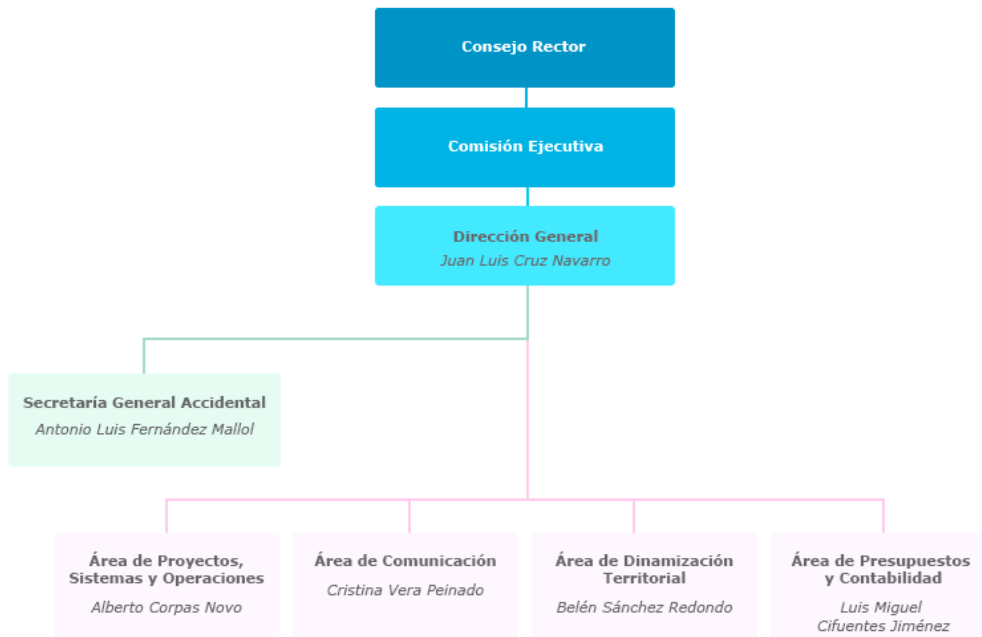 Consejo Rector
Comisión Ejecutiva
Dirección General
Juan Luis Cruz Navarro
Secretaría General Accidental
Antonio Luis Fernández Mallol
Área de Proyectos,
Sistemas y Operaciones
Alberto Corpas Novo
Área de Comunicación
Cristina Vera Peinado
Área de Dinamización
Territorial
Belén Sánchez Redondo
Área de Presupuestos
y Contabilidad
Luis Miguel
Cifuentes Jiménez